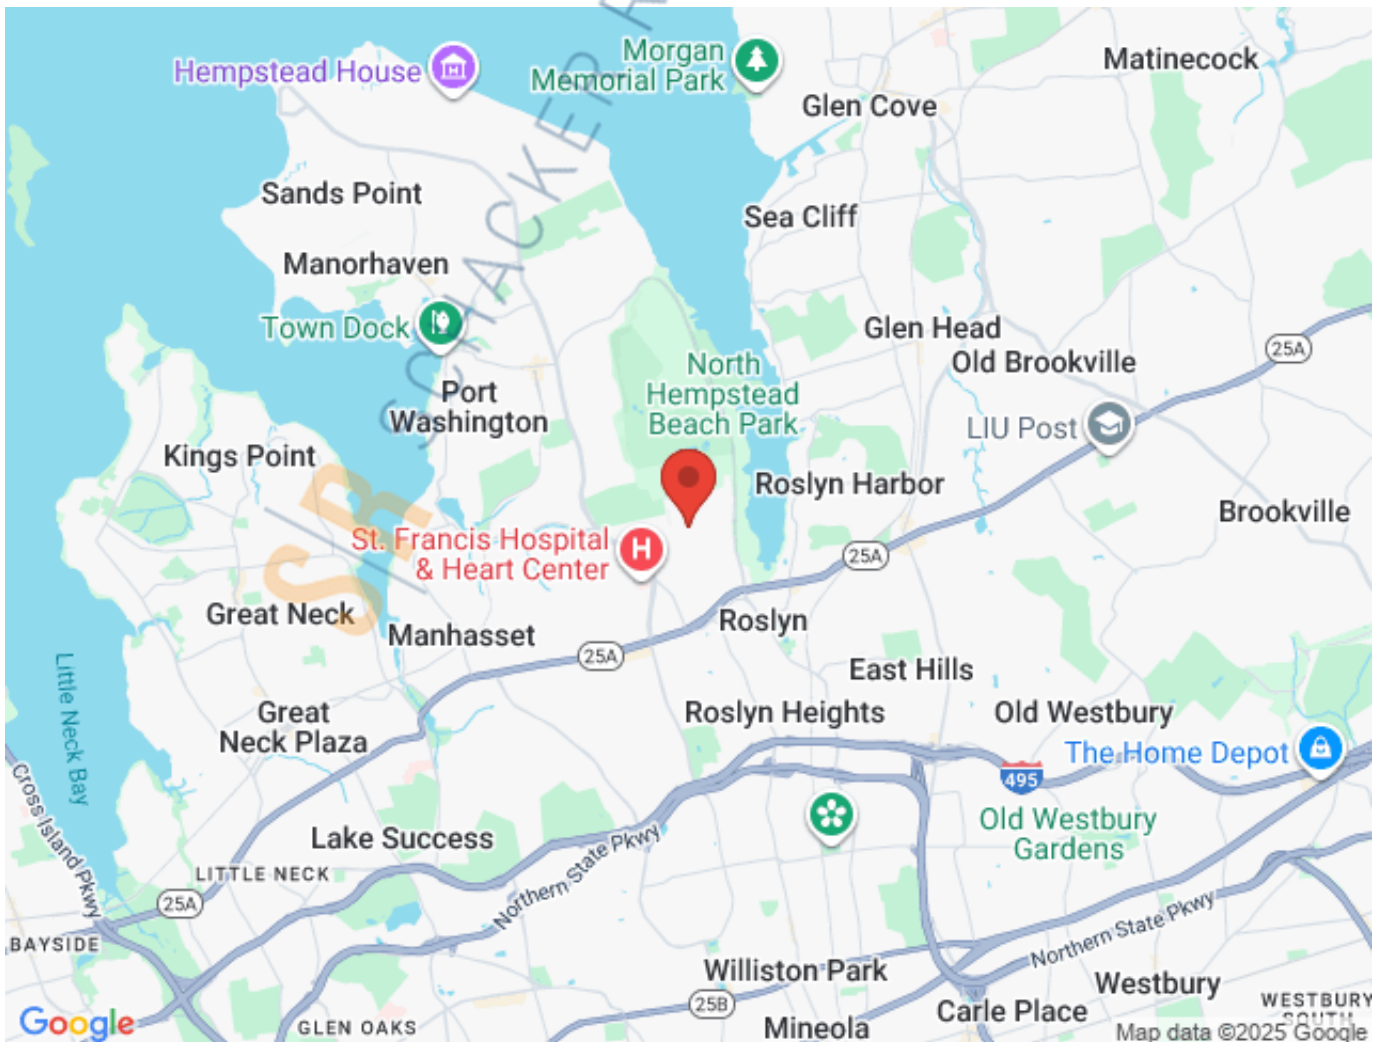 Hempstead House
Morgan
Memorial Park
Matinecock
Glen Cove
Sands Point
Sea Cliff
Manorhaven
Town Dock
Glen Head
Old Brookville
25A
North
Hempstead
Beach Park
Port
Washington
LIU Post
Kings Point
Roslyn Harbor
Brookville
St. Francis Hospital
& Heart Center
H
25A
Great Neck
Manhasset
Roslyn
25A
East Hills
Little Neck Bay
Great
Neck Plaza
Roslyn Heights
Old Westbury
The Home Depot
495
Cross Island Pkwy
Lake Success
Northern State Pkwy
Old Westbury
Gardens
LITTLE NECK
25A
BAYSIDE
Northern State Pkwy
Williston Park
Westbury
25B
Carle Place
WESTBURY
SOUTH
Google
GLEN OAKS
Mineola
Map data ©2025 Google